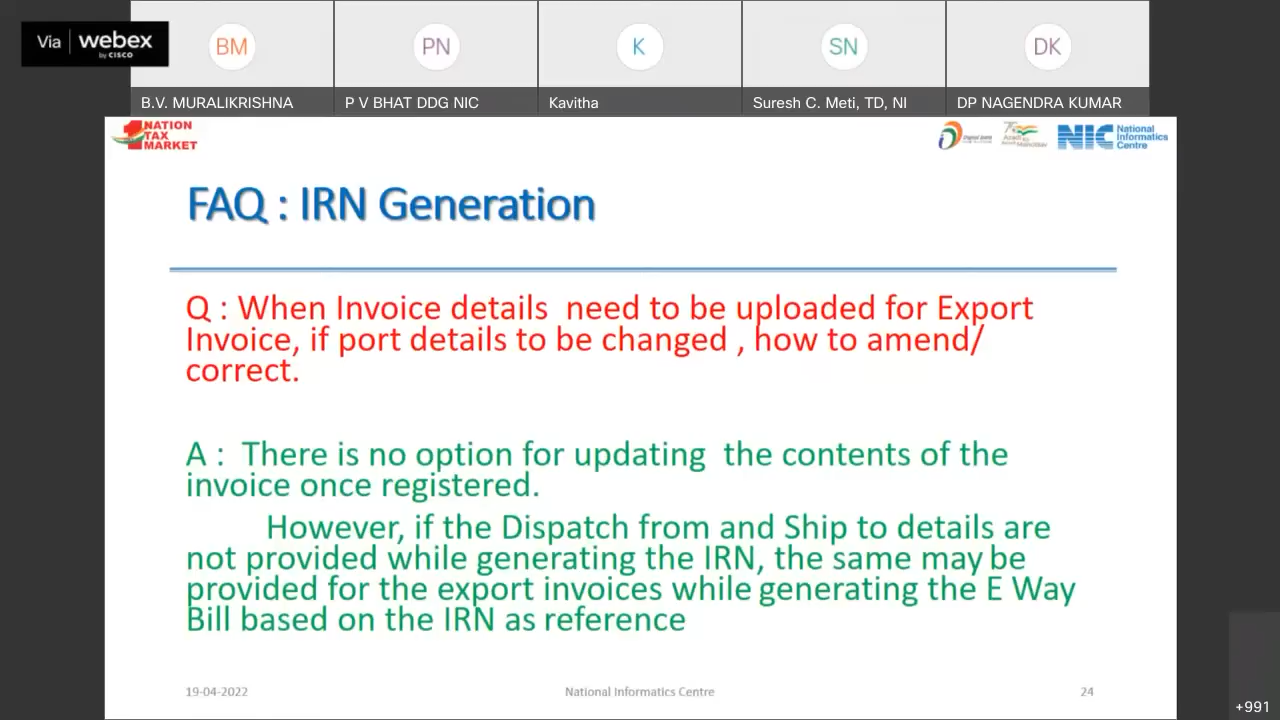 Via webex
by CISCO
BM
PN
K
SN
DK
B.V. MURALIKRISHNA
P V BHAT DDG NIC
Kavitha
Suresh C. Meti, TD, NI
DP NAGENDRA KUMAR
1 NATION
TAX
MARKET
NIC National
Informatics
Centre
FAQ : IRN Generation
Q : When Invoice details need to be uploaded for Export
Invoice, if port details to be changed , how to amend/
correct.
A : There is no option for updating the contents of the
invoice once registered.
However, if the Dispatch from and Ship to details are
not provided while generating the IRN, the same may be
provided for the export invoices while generating the E Way
Bill based on the IRN as reference
19-04-2022
National Informatics Centre
24
+991